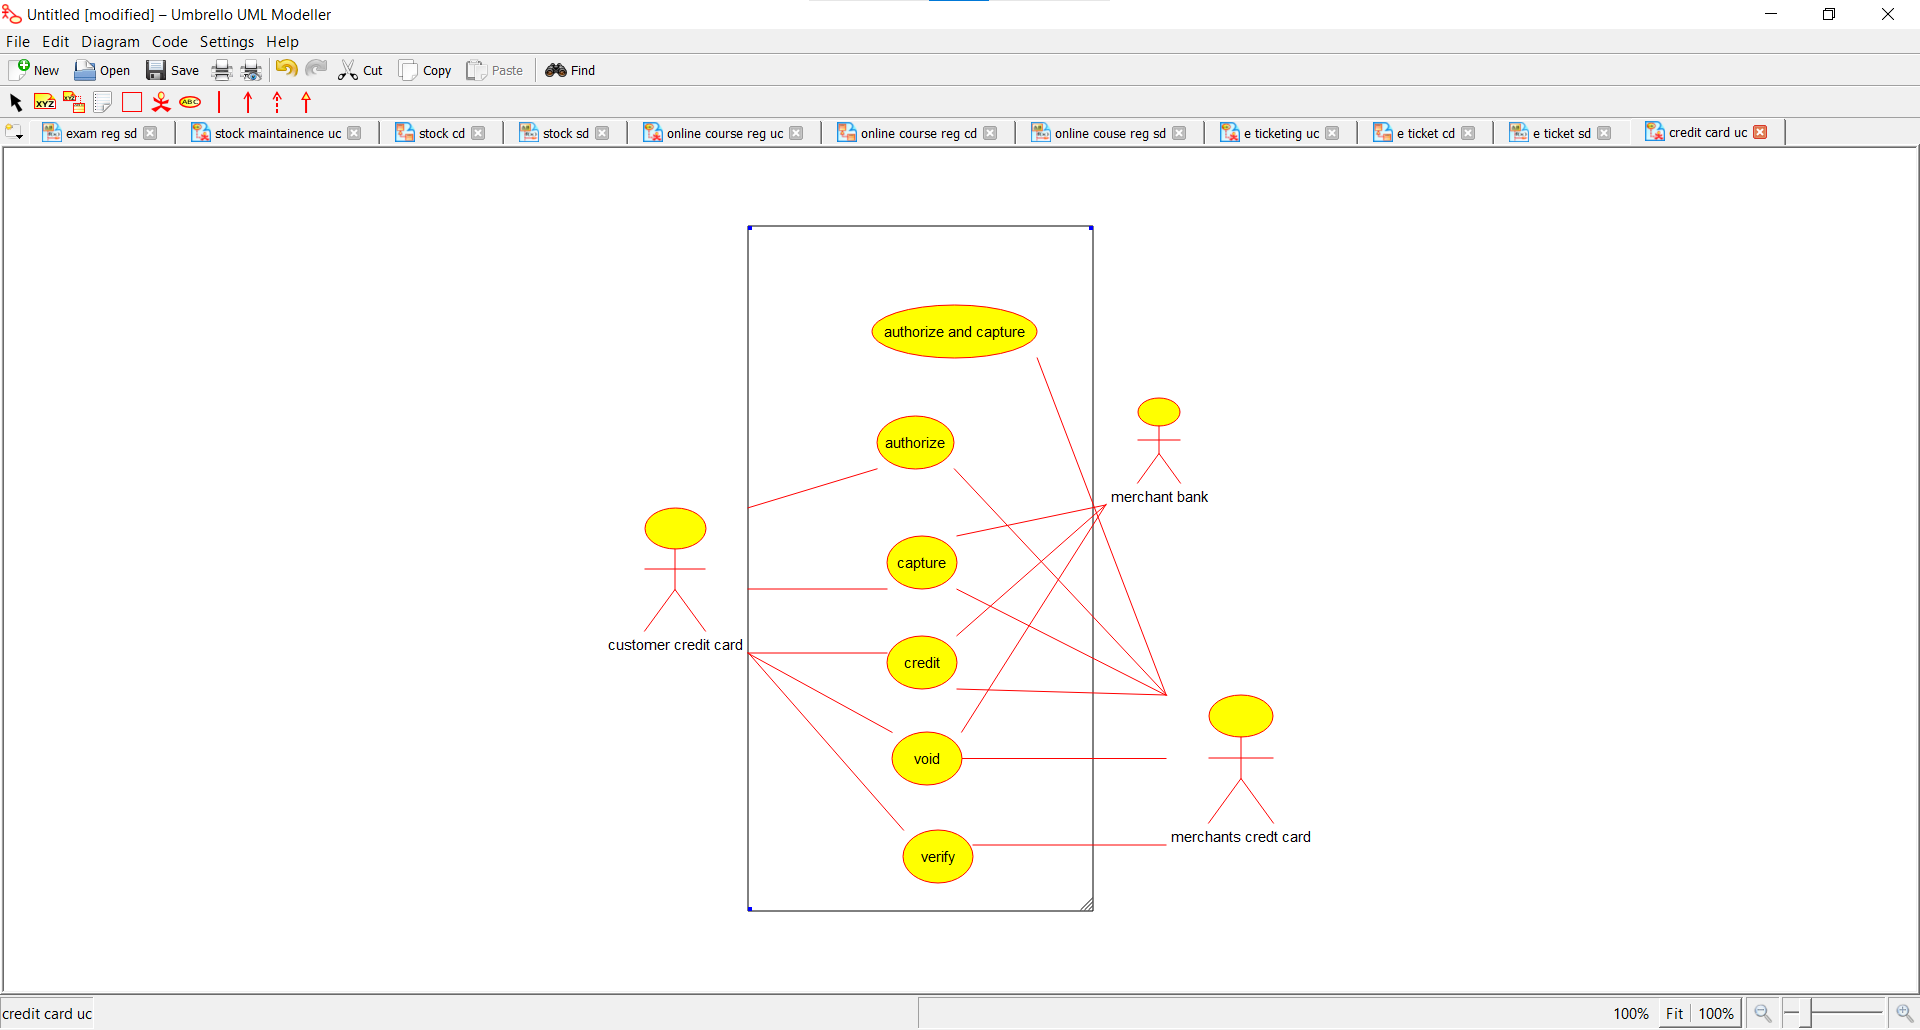 Untitled [modified] – Umbrello UML Modeller
File Edit Diagram Code Settings Help
New Open Save Cut Copy Paste Find
XYZ XYZ ABC
exam reg sd stock maintainence uc stock cd stock sd online course reg uc online course reg cd online couse reg sd e ticketing uc e ticket cd e ticket sd credit card uc
authorize and capture
authorize
merchant bank
capture
customer credit card
credit
void
merchants credt card
verify
credit card uc 100% Fit 100%